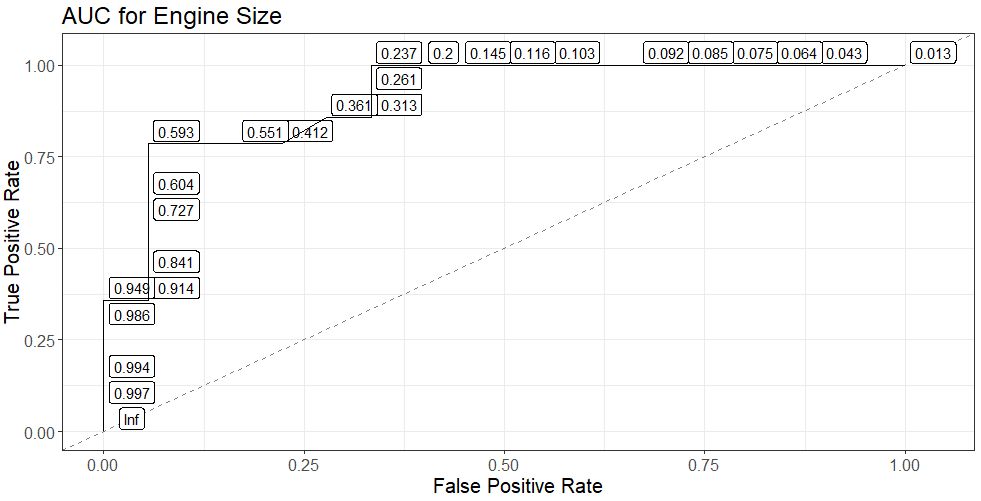 AUC for Engine Size
True Positive Rate
1.00
0.75
0.50
0.25
0.00
0.237 0.2 0.145 0.116 0.103 0.092 0.085 0.075 0.064 0.043 0.013
0.261
0.361 0.313
0.593 0.551 0.412
0.604
0.727
0.841
0.949 0.914
0.986
0.994
0.997
Inf
0.00 0.25 0.50 0.75 1.00
False Positive Rate